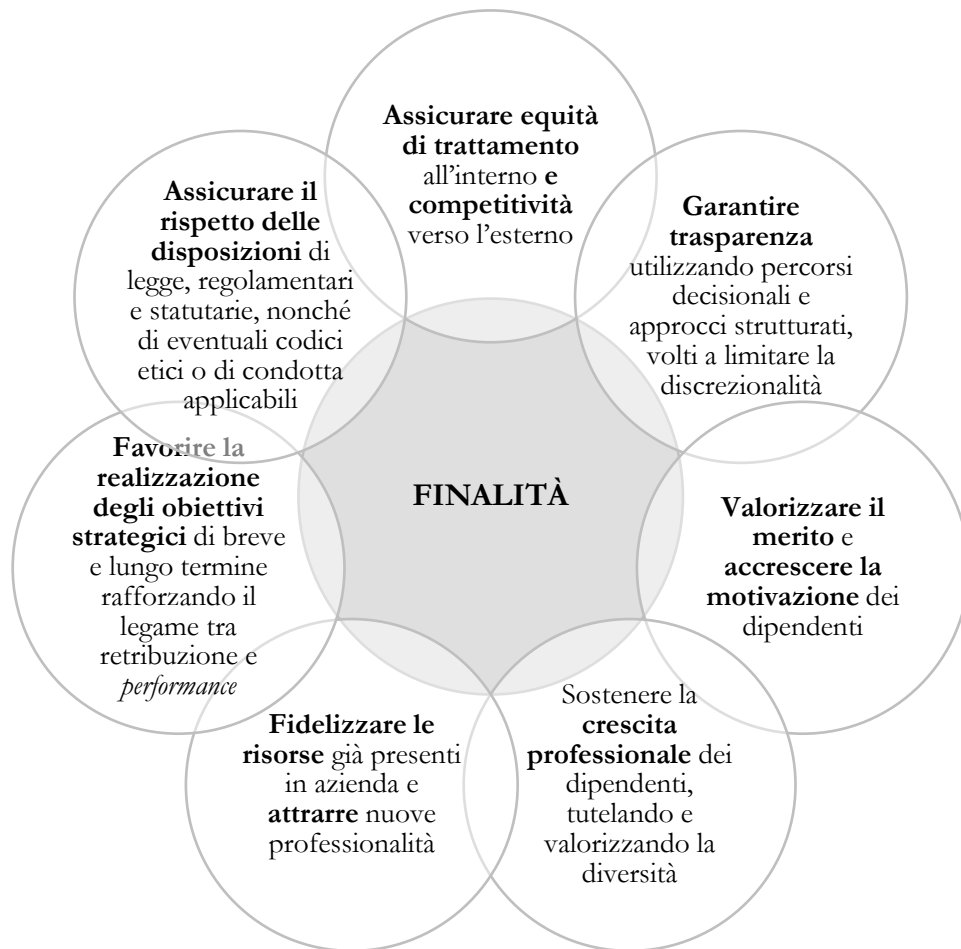 Assicurare equità
di trattamento
all'interno e
competitività
verso l'esterno
Garantire
trasparenza
utilizzando percorsi
decisionali e
approcci strutturati,
volti a limitare la
discrezionalità
Valorizzare il
merito e
accrescere la
motivazione dei
dipendenti
Sostenere la
crescita
professionale dei
dipendenti,
tutelando e
valorizzando la
diversità
Fidelizzare le
risorse già presenti
in azienda e
attrarre nuove
professionalità
Favorire la
realizzazione
degli obiettivi
strategici di breve
e lungo termine
rafforzando il
legame tra
retribuzione e
performance
Assicurare il
rispetto delle
disposizioni di
legge, regolamentari
e statutarie, nonché
di eventuali codici
etici o di condotta
applicabili
FINALITÀ